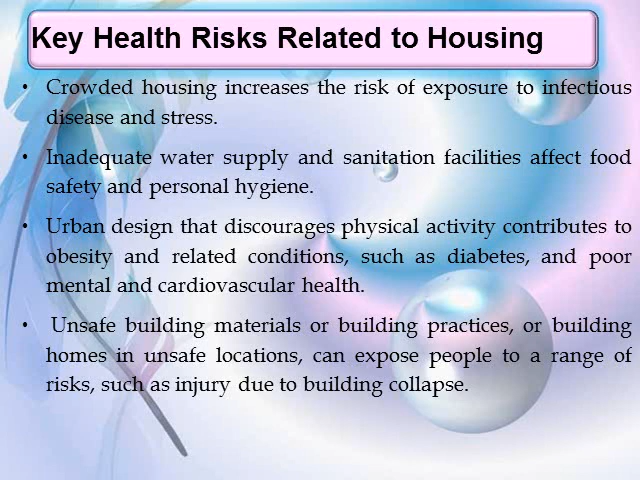 Key Health Risks Related to Housing
• Crowded housing increases the risk of exposure to infectious
disease and stress.
• Inadequate water supply and sanitation facilities affect food
safety and personal hygiene.
• Urban design that discourages physical activity contributes to
obesity and related conditions, such as diabetes, and poor
mental and cardiovascular health.
• Unsafe building materials or building practices, or building
homes in unsafe locations, can expose people to a range of
risks, such as injury due to building collapse.